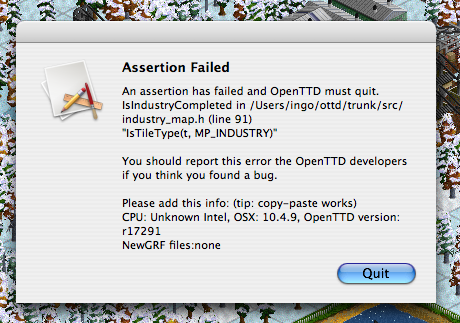 Assertion Failed
An assertion has failed and OpenTTD must quit.
IsIndustryCompleted in /Users/ingo/ottd/trunk/src/
industry_map.h (line 91)
"IsTileType(t, MP_INDUSTRY)"
You should report this error the OpenTTD developers
if you think you found a bug.
Please add this info: (tip: copy-paste works)
CPU: Unknown Intel, OSX: 10.4.9, OpenTTD version:
r17291
NewGRF files:none
Quit